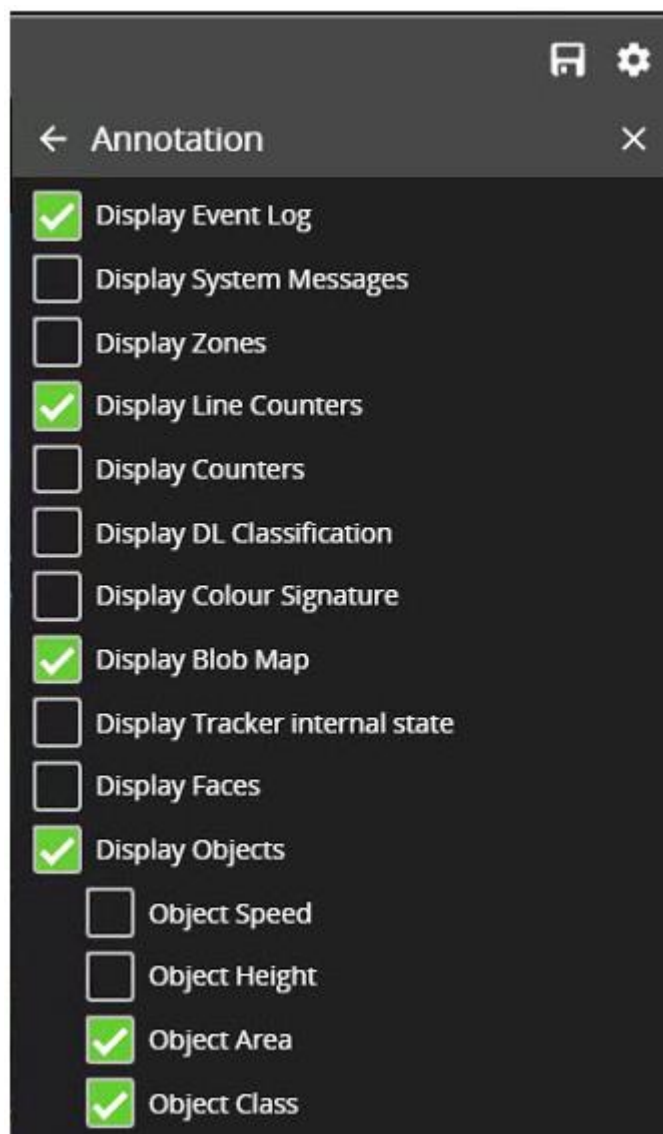 Annotation
Display Event Log
Display System Messages
Display Zones
Display Line Counters
Display Counters
Display DL Classification
Display Colour Signature
Display Blob Map
Display Tracker internal state
Display Faces
Display Objects
Object Speed
Object Height
Object Area
Object Class